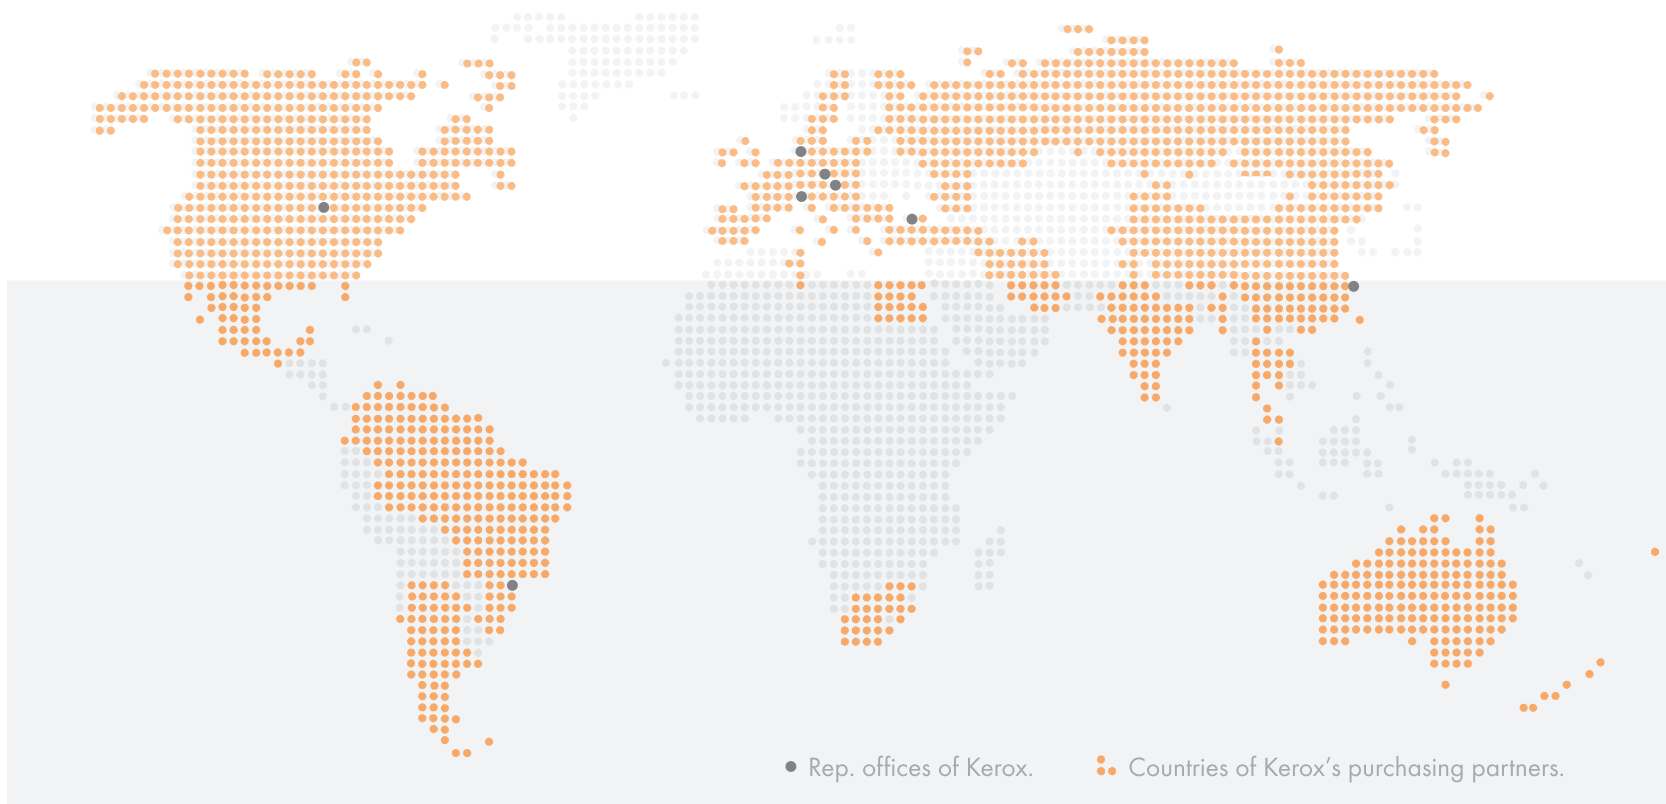 Rep. offices of Kerox.
Countries of Kerox's purchasing partners.